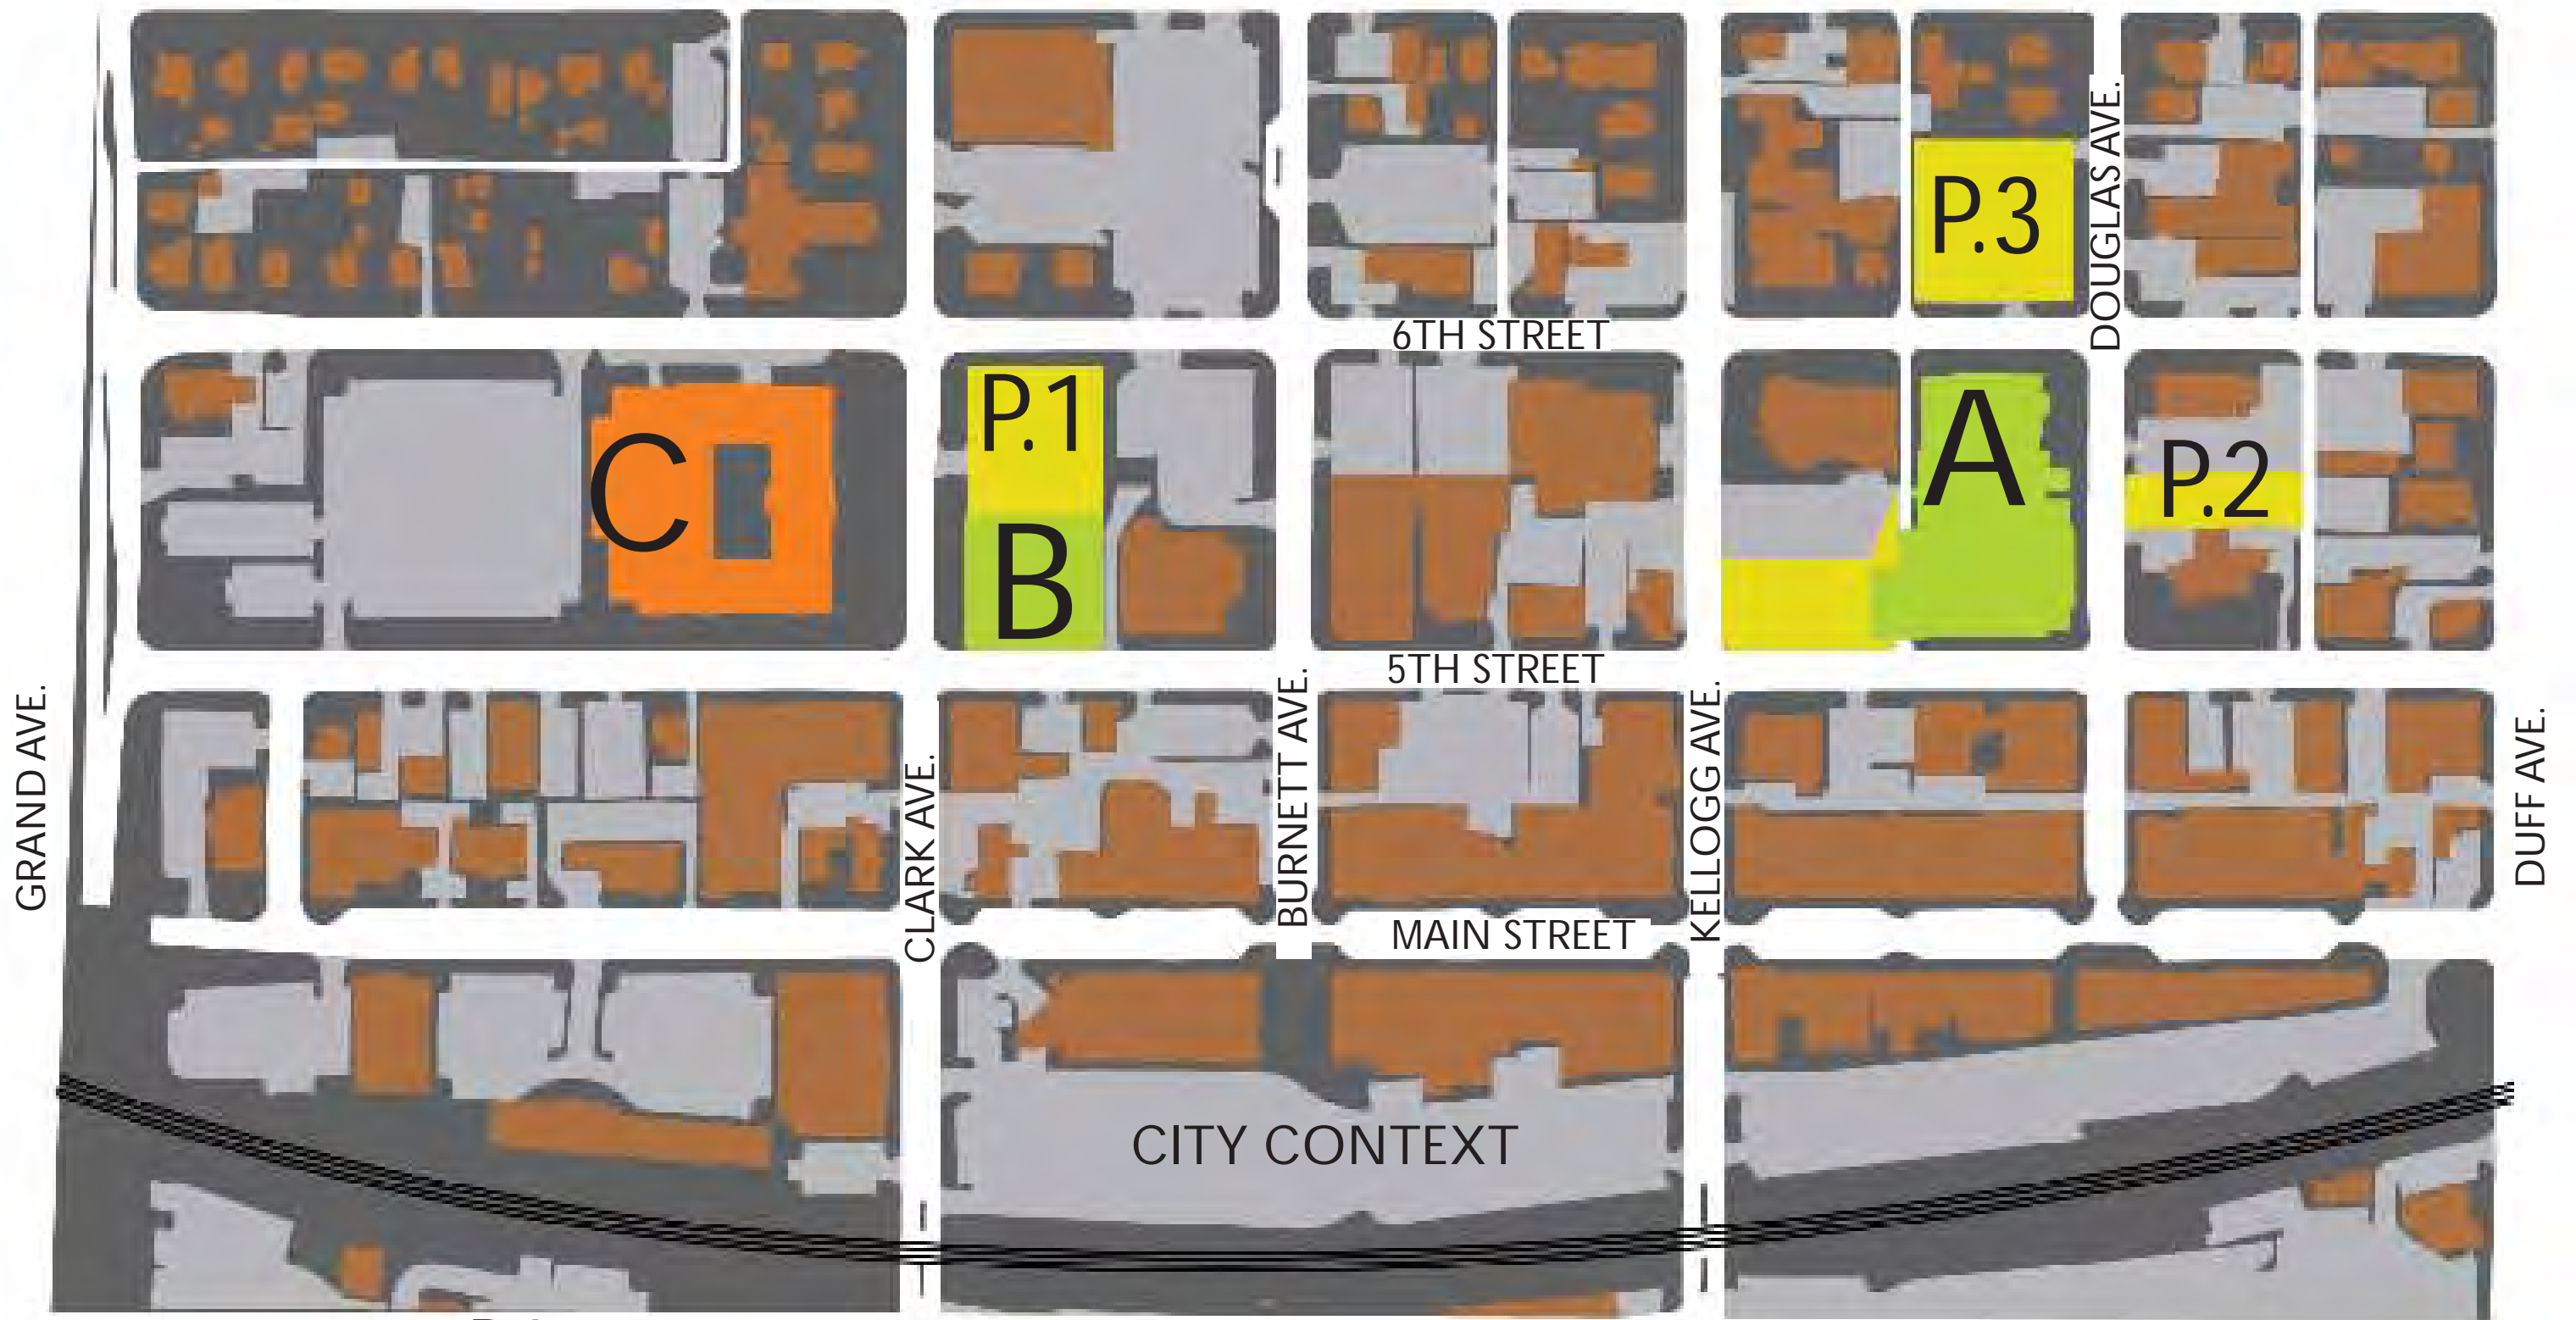 P.3
DOUGLAS AVE.
6TH STREET
C
P.1
B
A
P.2
5TH STREET
GRAND AVE.
CLARK AVE.
BURNETT AVE.
KELLOGG AVE.
DUFF AVE.
MAIN STREET
CITY CONTEXT